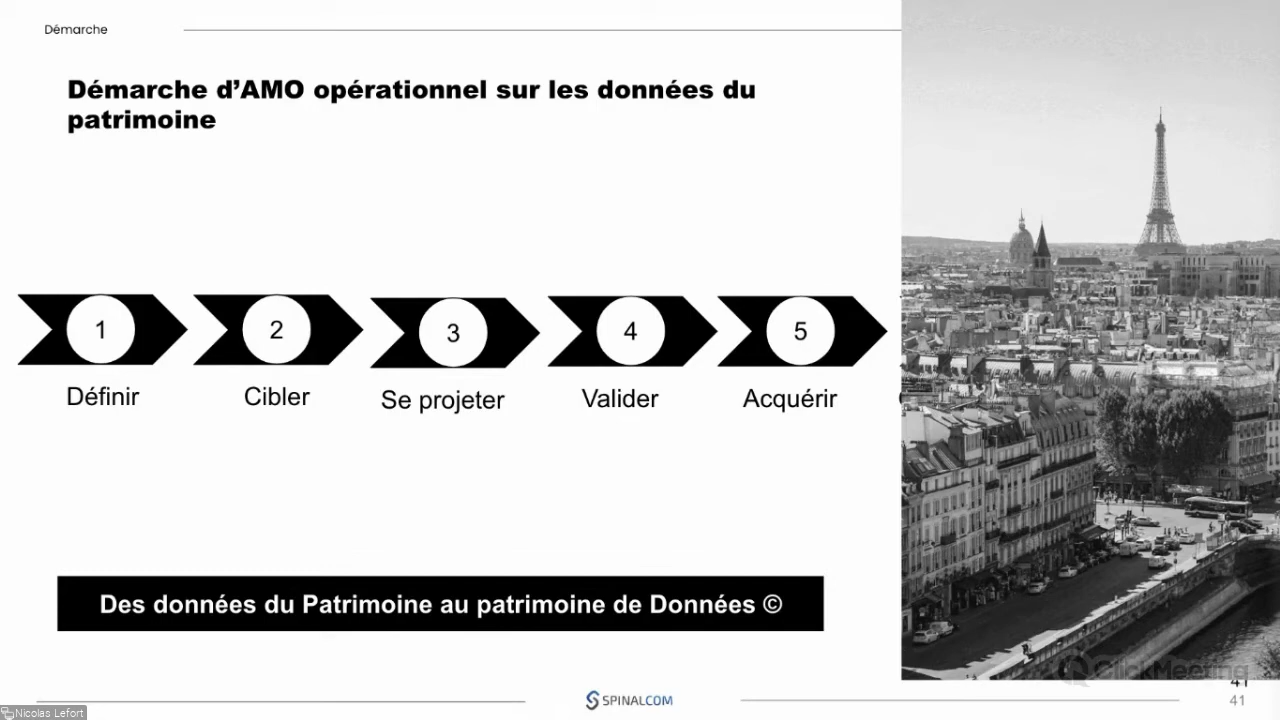 Démarche
Démarche d’AMO opérationnel sur les données du
patrimoine
1
2
3
4
5
Définir
Cibler
Se projeter
Valider
Acquérir
Des données du Patrimoine au patrimoine de Données ©
ClickMeeting
41
SPINALCOM
41
Nicolas Lefort